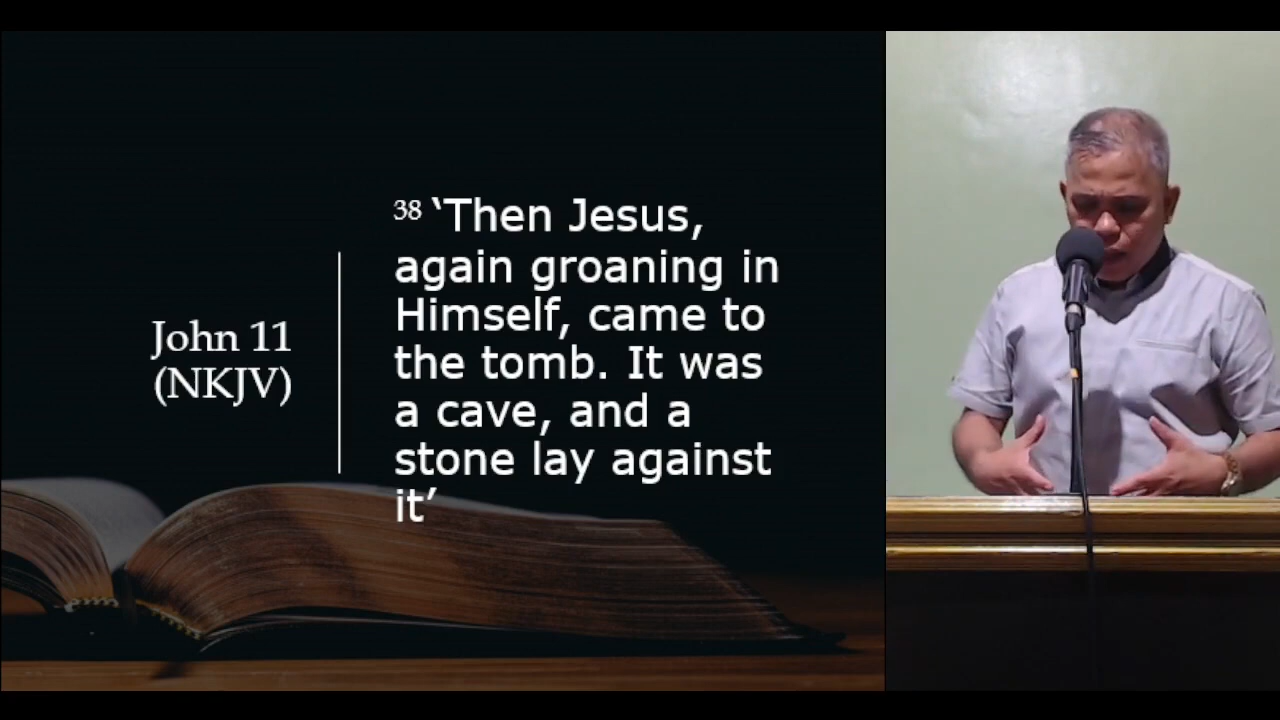 John 11
(NKJV)
38 ‘Then Jesus,
again groaning in
Himself, came to
the tomb. It was
a cave, and a
stone lay against
it’